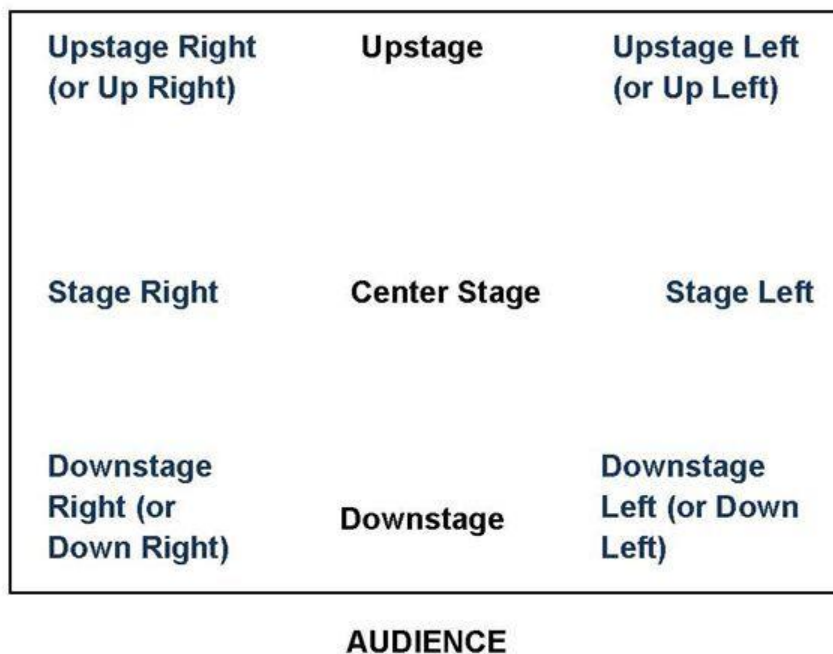 Upstage Right
(or Up Right)
Upstage
Upstage Left
(or Up Left)
Stage Right
Center Stage
Stage Left
Downstage
Right (or
Down Right)
Downstage
Downstage
Left (or Down
Left)
AUDIENCE